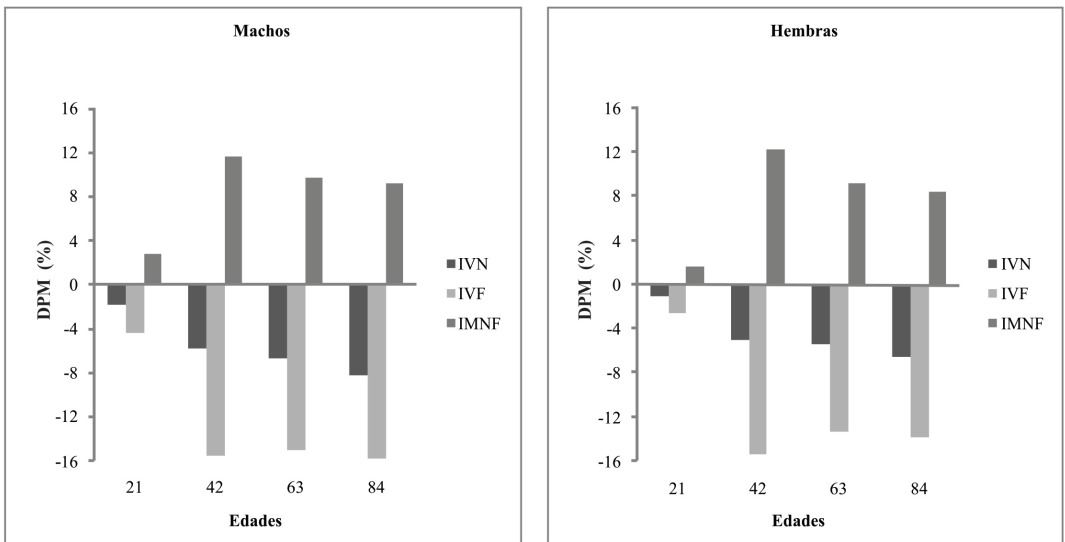 Machos
DPM (%)
16
12
8
4
0
-4
-8
-12
-16
21 42 63 84
Edades
IVN
IVF
IMNF
Hembras
DPM (%)
16
12
8
4
0
-4
-8
-12
-16
21 42 63 84
Edades
IVN
IVF
IMNF